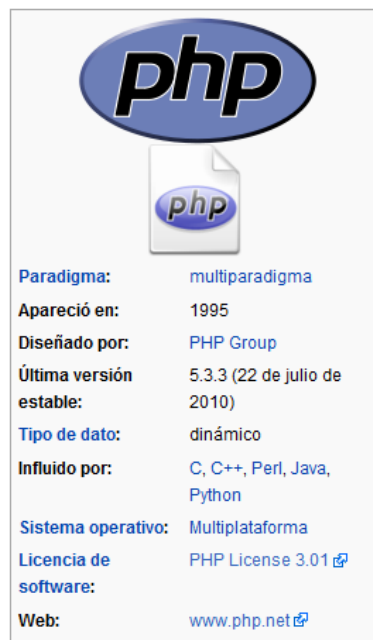 php
php
Paradigma: multiparadigma
Apareció en: 1995
Diseñado por: PHP Group
Última versión 5.3.3 (22 de julio de
estable: 2010)
Tipo de dato: dinámico
Influido por: C, C++, Perl, Java,
Python
Sistema operativo: Multiplataforma
Licencia de PHP License 3.01
software:
Web: www.php.net